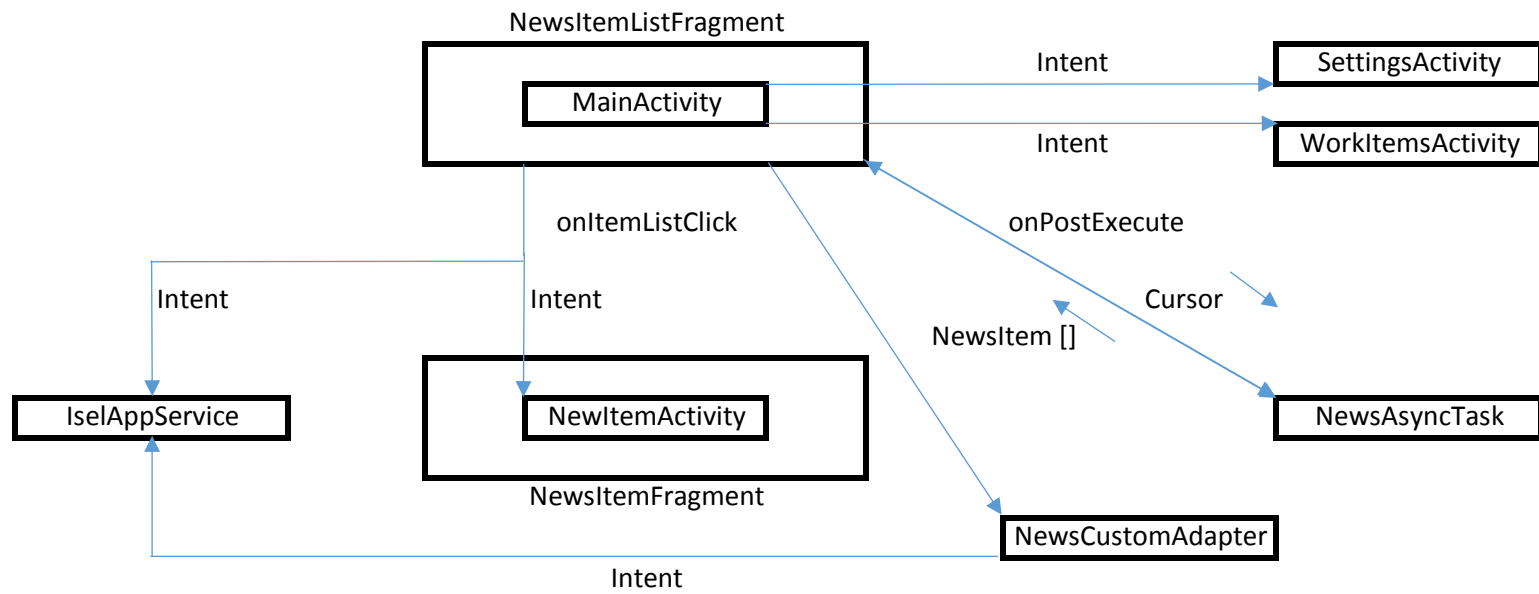 NewsItemListFragment
Intent
SettingsActivity
MainActivity
Intent
WorkItemsActivity
onItemListClick
onPostExecute
Intent
Intent
Cursor
NewsItem []
IselAppService
NewItemActivity
NewsAsyncTask
NewsItemFragment
NewsCustomAdapter
Intent